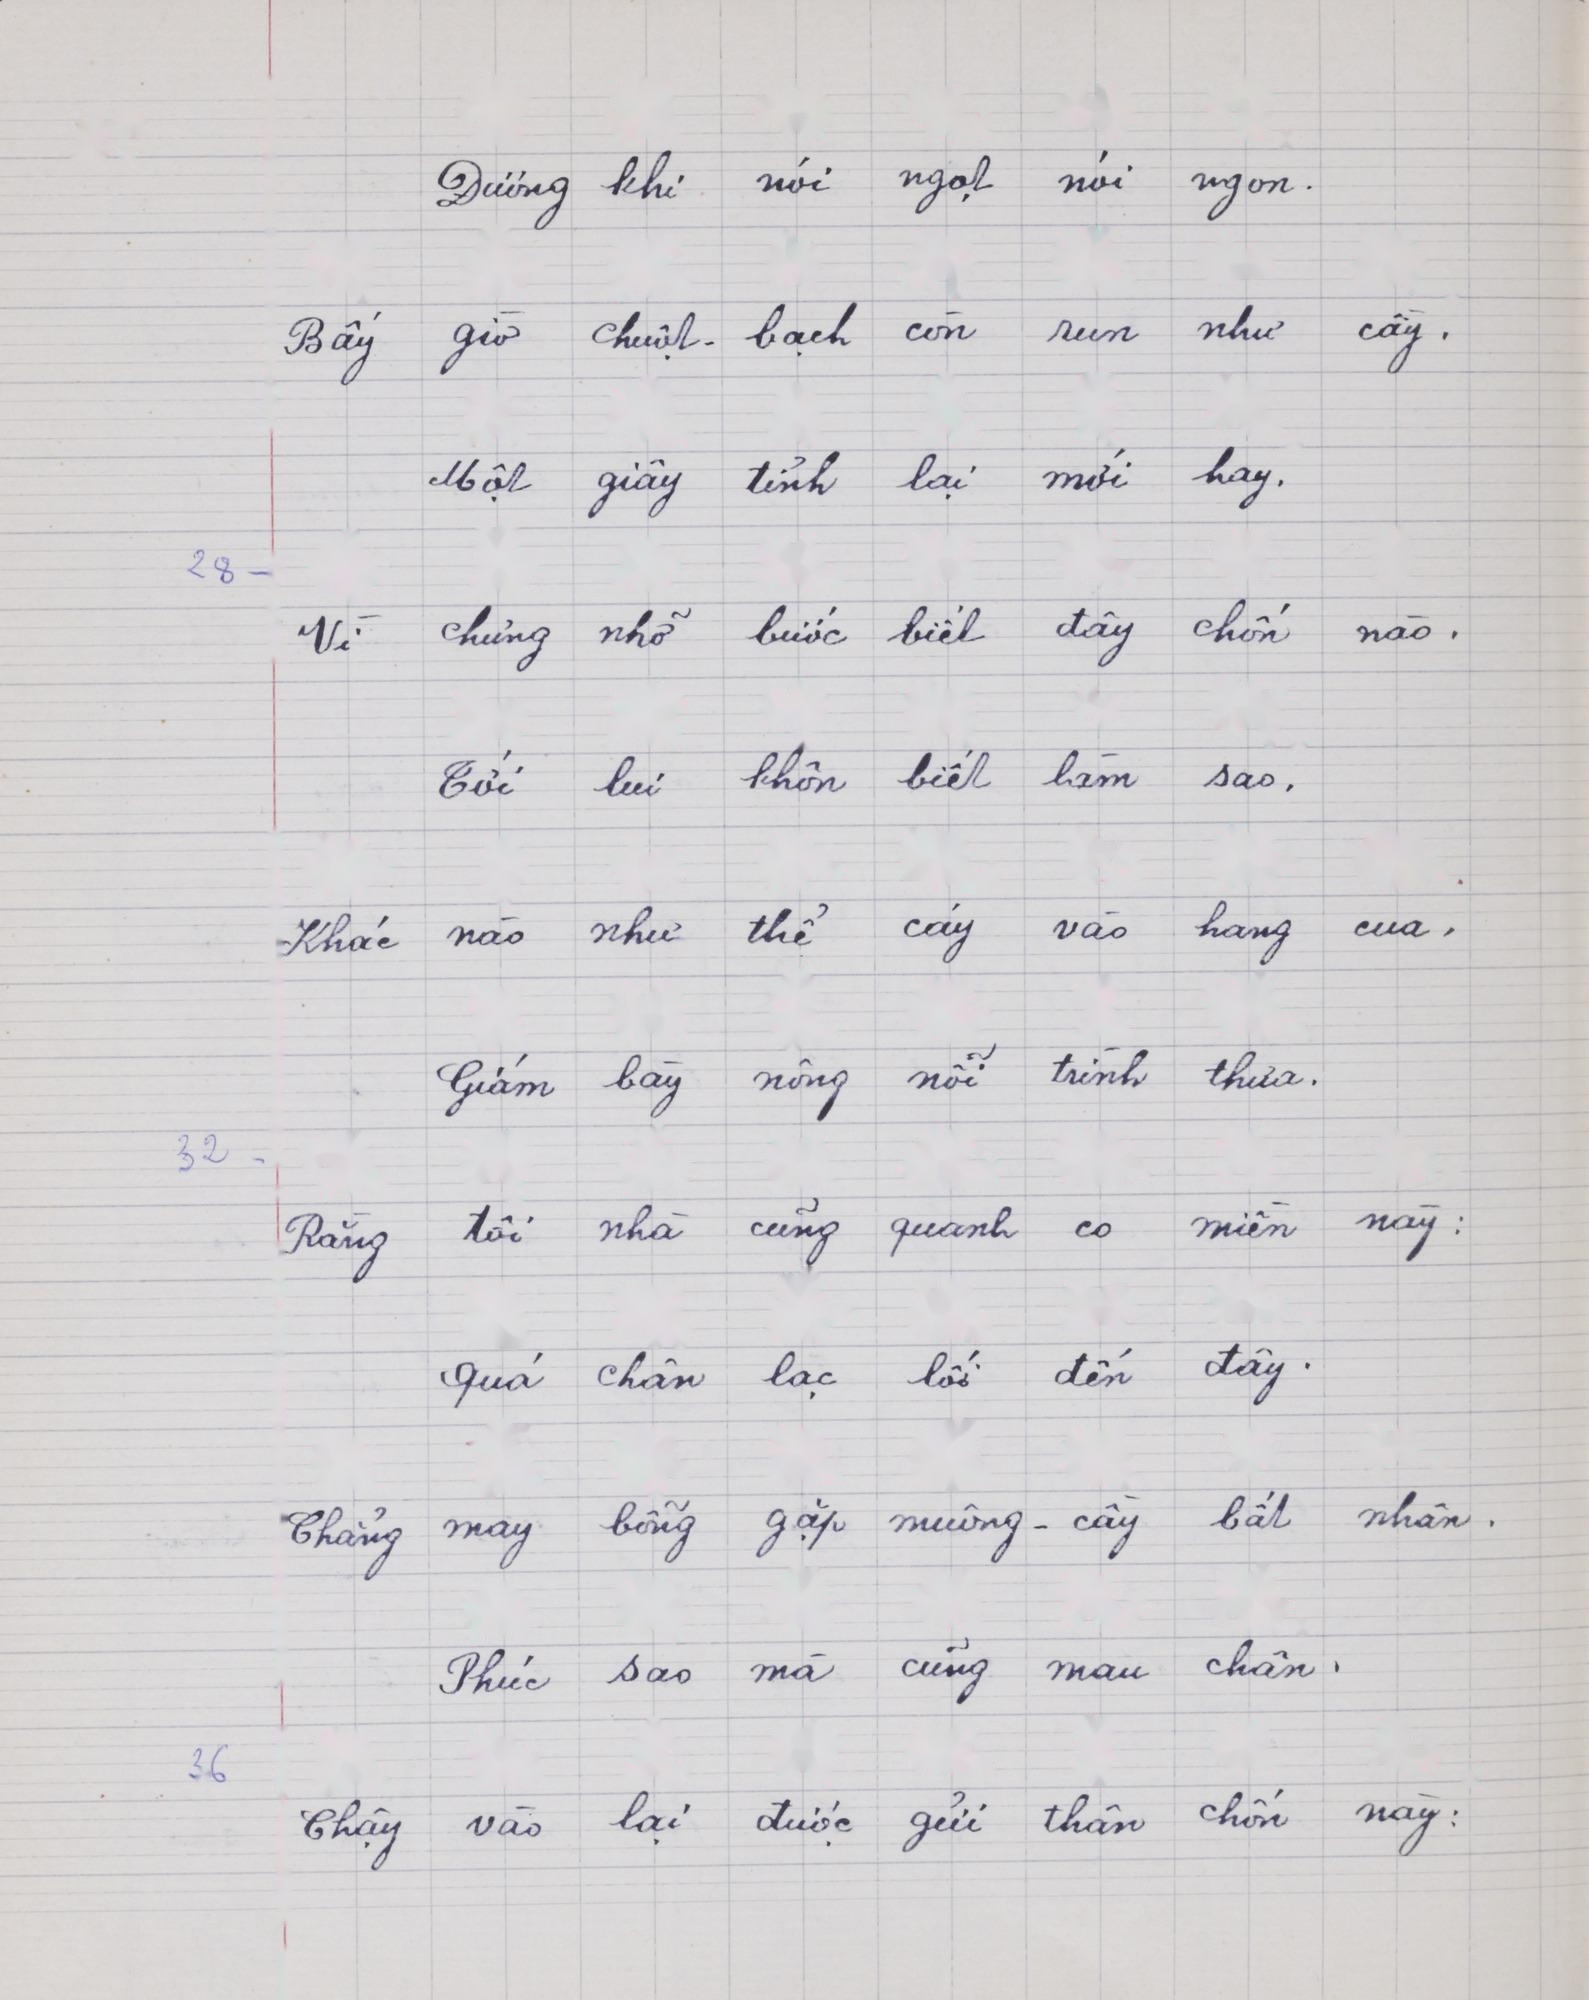 Đương khi nói ngọt nói ngon.
Bấy giờ chuột-bạch còn run như cầy.
Một giây tỉnh lại mới hay.
28 -
Vì chưng nhỡ bước biết đây chốn nào.
Tới lui khôn biết làm sao.
Khác nào như thể cáy vào hang cua.
Giám bày nông nỗi trình thưa.
32 -
Rằng tôi nhà cũng quanh co miền này:
Quá chân lạc lối đến đây.
Chẳng may bỗng gặp muông-cầy bất nhân.
Phúc sao mà cũng mau chân.
36
Chậy vào lại được gửi thân chốn này: